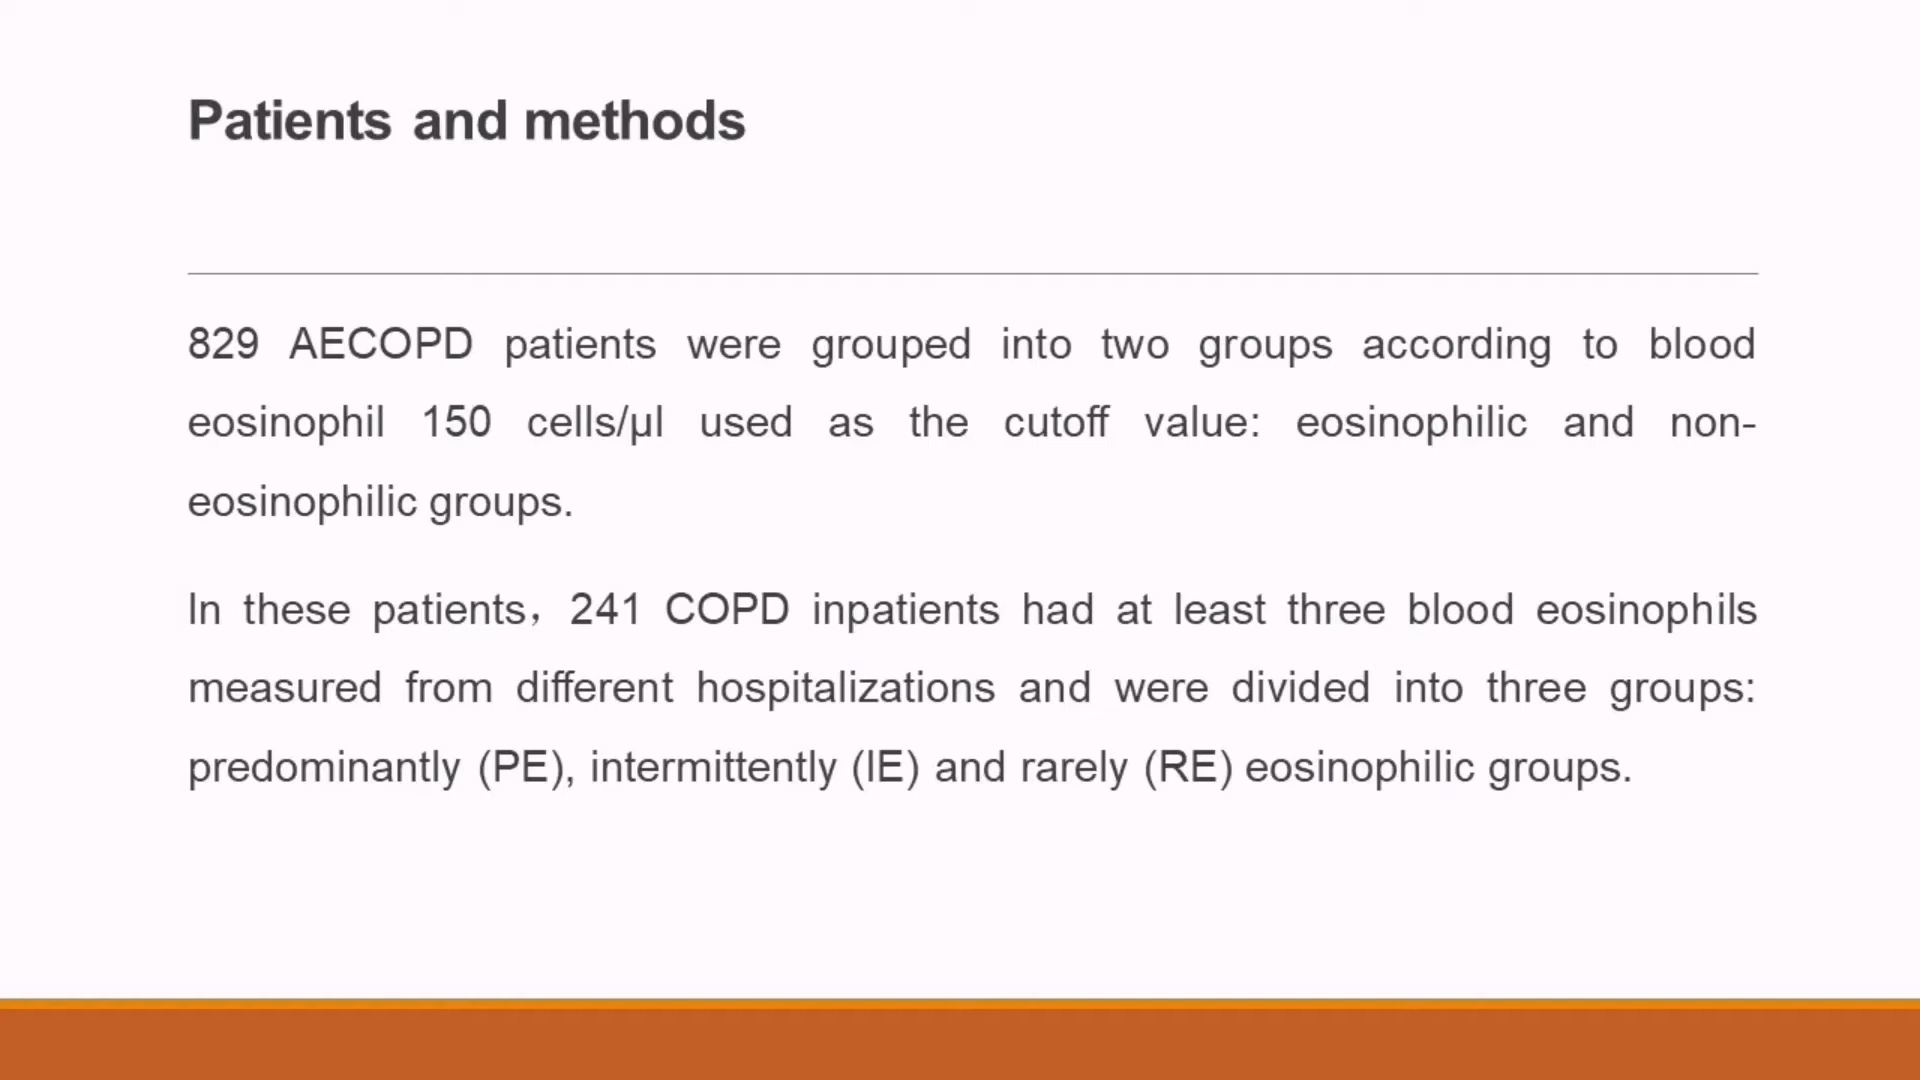 Patients and methods
829 AECOPD patients were grouped into two groups according to blood
eosinophil 150 cells/μl used as the cutoff value: eosinophilic and non-
eosinophilic groups.
In these patients，241 COPD inpatients had at least three blood eosinophils
measured from different hospitalizations and were divided into three groups:
predominantly (PE), intermittently (IE) and rarely (RE) eosinophilic groups.